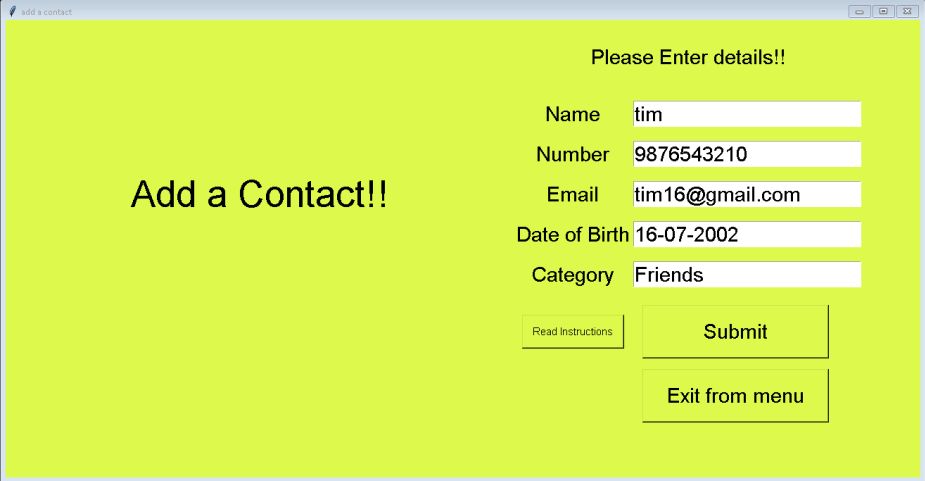 add a contact
Please Enter details!!
Name tim
Number 9876543210
Add a Contact!!
Email tim16@gmail.com
Date of Birth 16-07-2002
Category Friends
Read Instructions Submit
Exit from menu